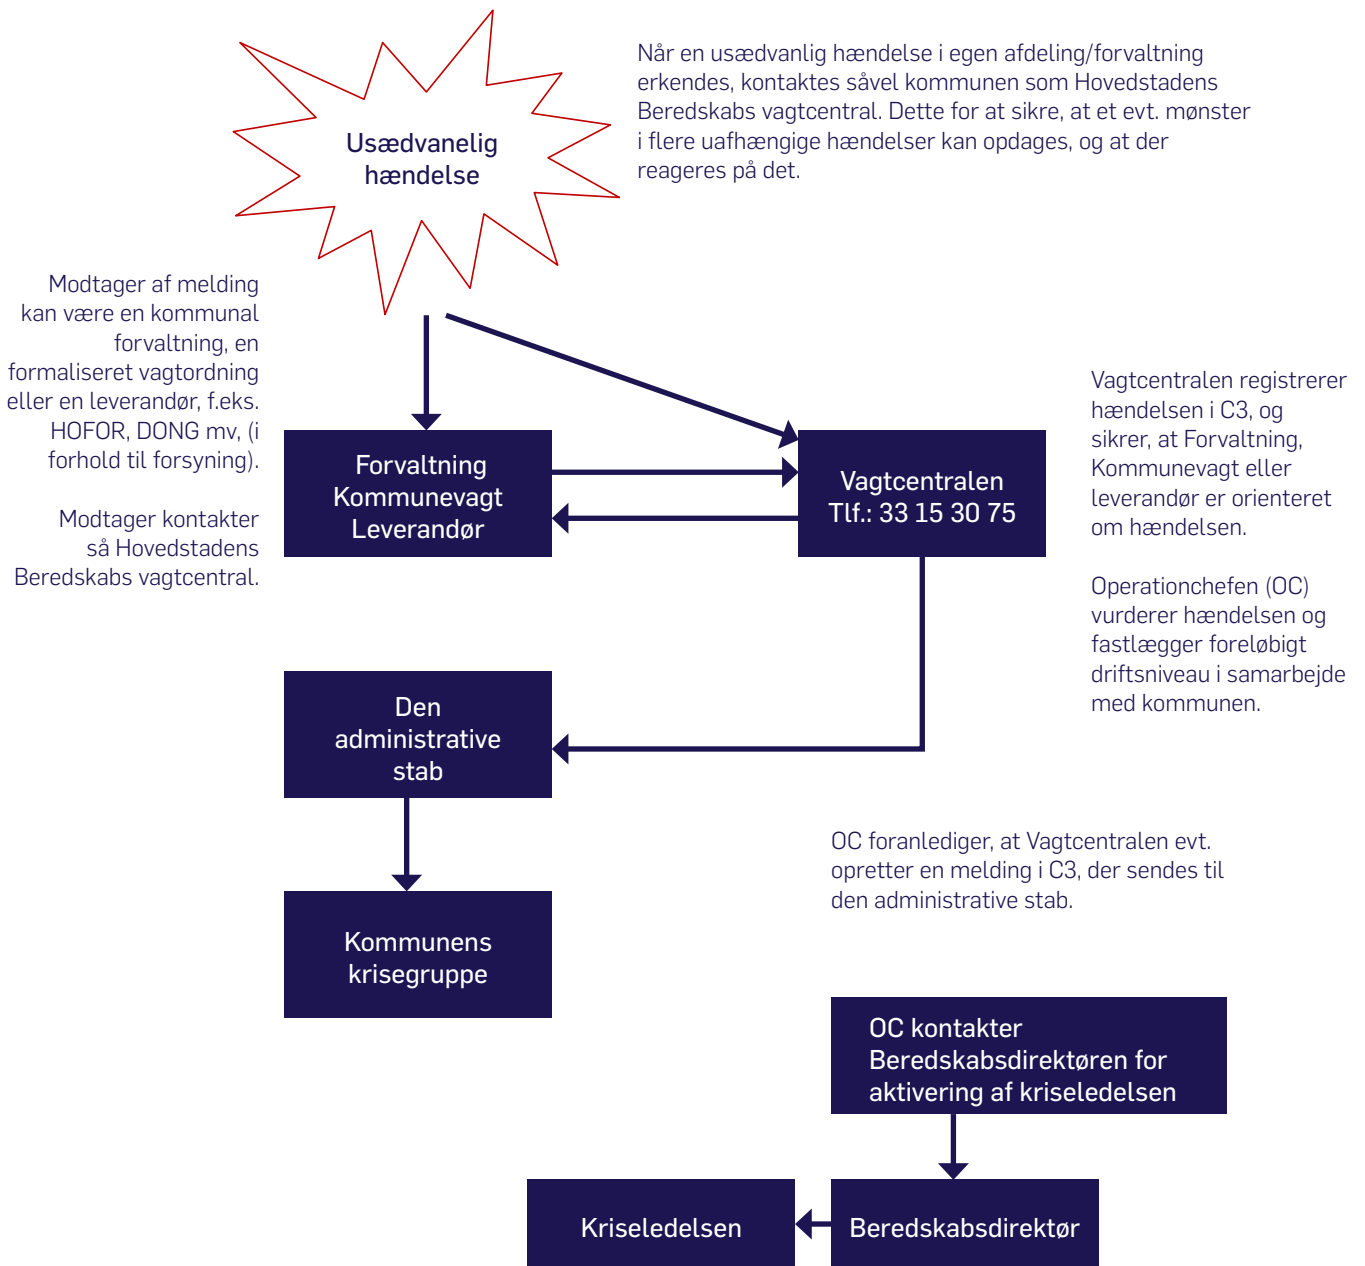 Når en usædvanlig hændelse i egen afdeling/forvaltning
erkendes, kontaktes såvel kommunen som Hovedstadens
Beredskabs vagtcentral. Dette for at sikre, at et evt. mønster
i flere uafhængige hændelser kan opdages, og at der
reageres på det.
Usædvanelig
hændelse
Modtager af melding
kan være en kommunal
forvaltning, en
formaliseret vagtordning
eller en leverandør, f.eks.
HOFOR, DONG mv, (i
forhold til forsyning).
Modtager kontakter
så Hovedstadens
Beredskabs vagtcentral.
Forvaltning
Kommunevagt
Leverandør
Vagtcentralen
Tlf.: 33 15 30 75
Vagtcentralen registrerer
hændelsen i C3, og
sikrer, at Forvaltning,
Kommunevagt eller
leverandør er orienteret
om hændelsen.
Operationchefen (OC)
vurderer hændelsen og
fastlægger foreløbigt
driftsniveau i samarbejde
med kommunen.
Den
administrative
stab
OC foranlediger, at Vagtcentralen evt.
opretter en melding i C3, der sendes til
den administrative stab.
Kommunens
krisegruppe
OC kontakter
Beredskabsdirektøren for
aktivering af kriseledelsen
Kriseledelsen
Beredskabsdirektør